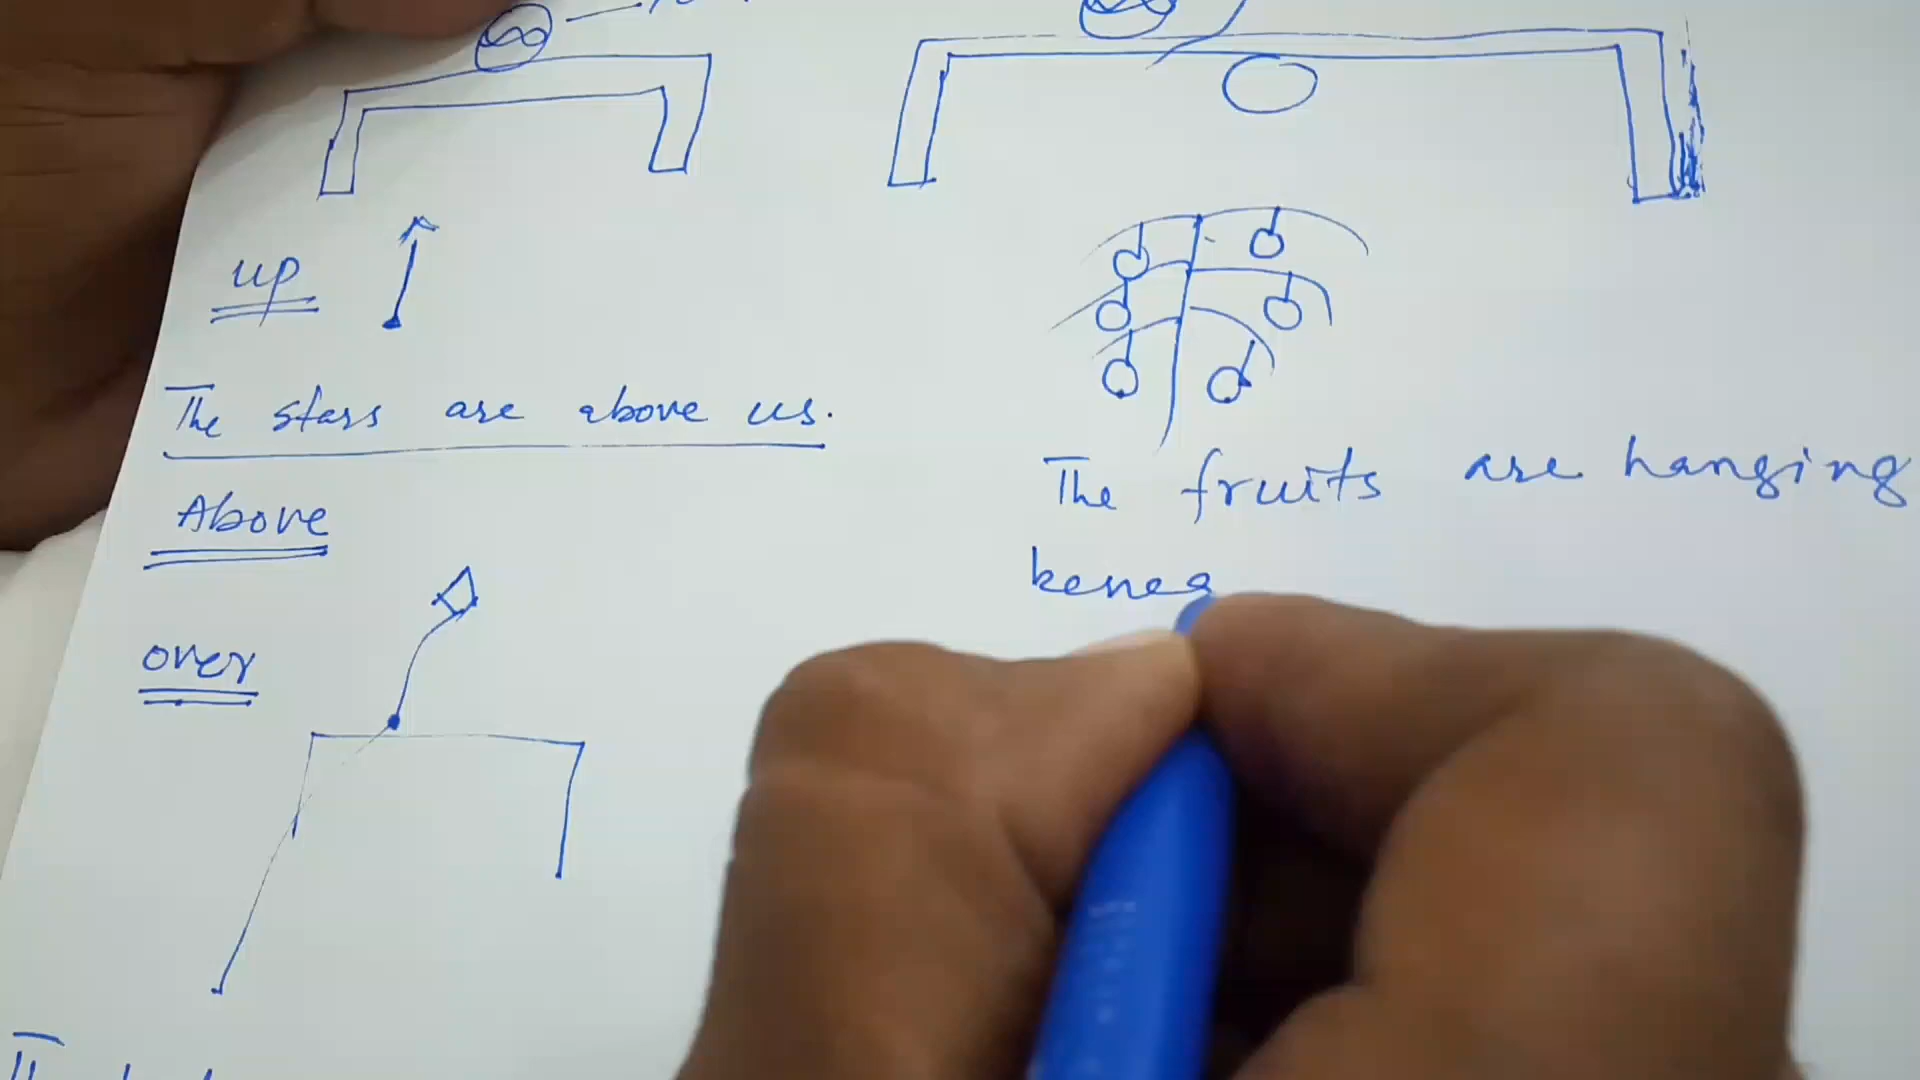 up
The stars are above us.
Above
over
The fruits are hanging
benea